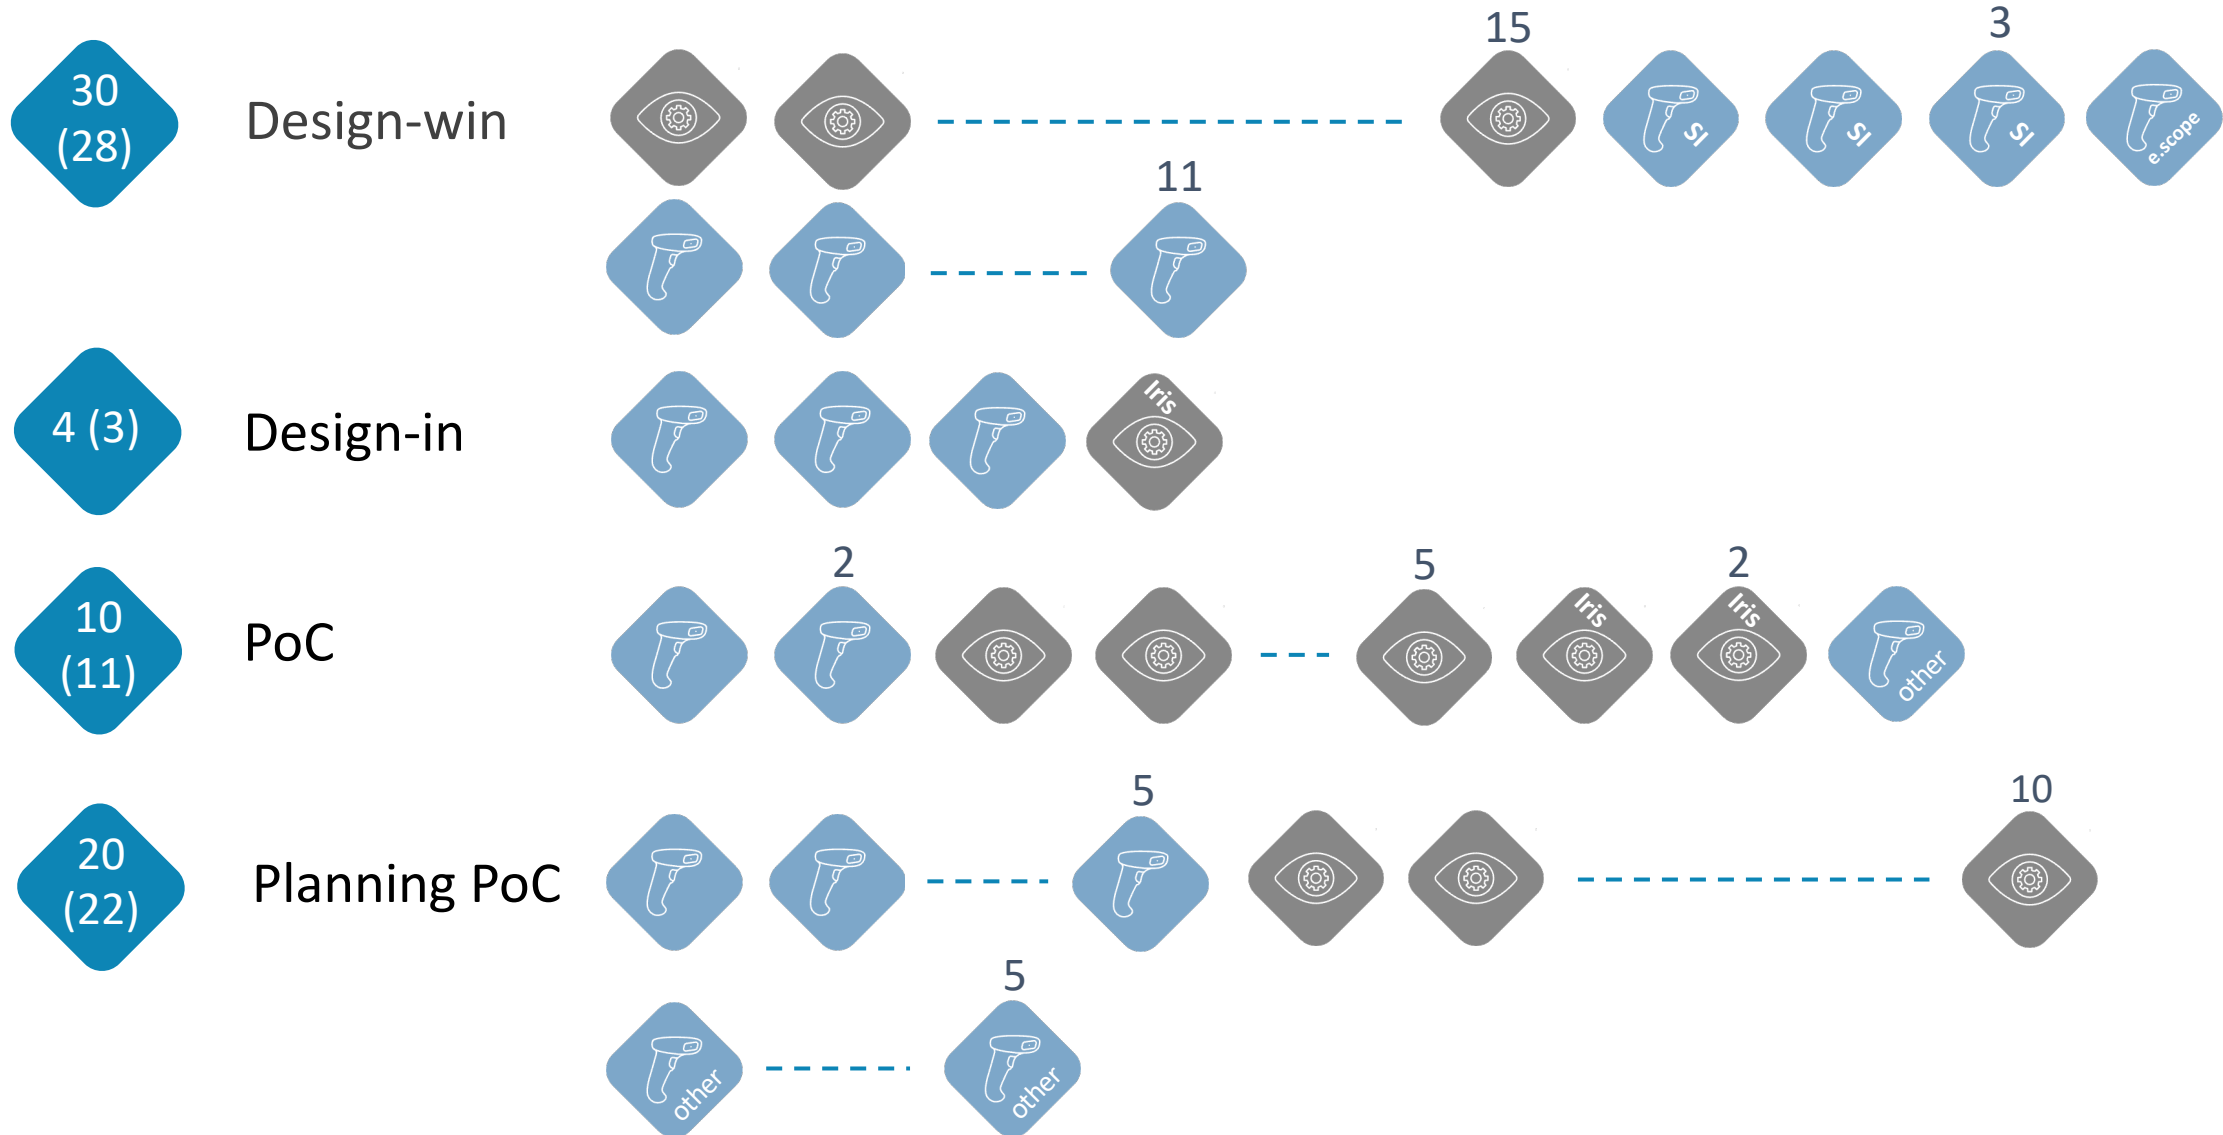 30
(28)
Design-win
15
3
SI
SI
SI
e.scope
11
4 (3)
Design-in
Iris
10
(11)
PoC
2
5
Iris
2
Iris
other
20
(22)
Planning PoC
5
10
5
other
other